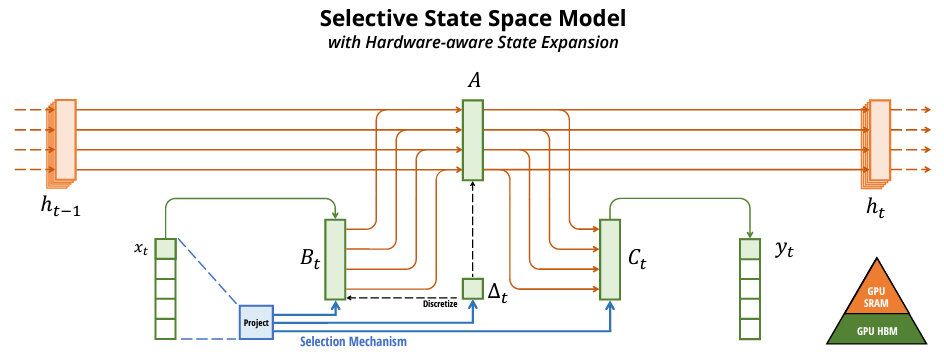 Selective State Space Model
with Hardware-aware State Expansion
A
h_{t−1}
h_t
x_t
B_t
C_t
y_t
Δ_t
Discretize
Project
Selection Mechanism
GPU
SRAM
GPU HBM